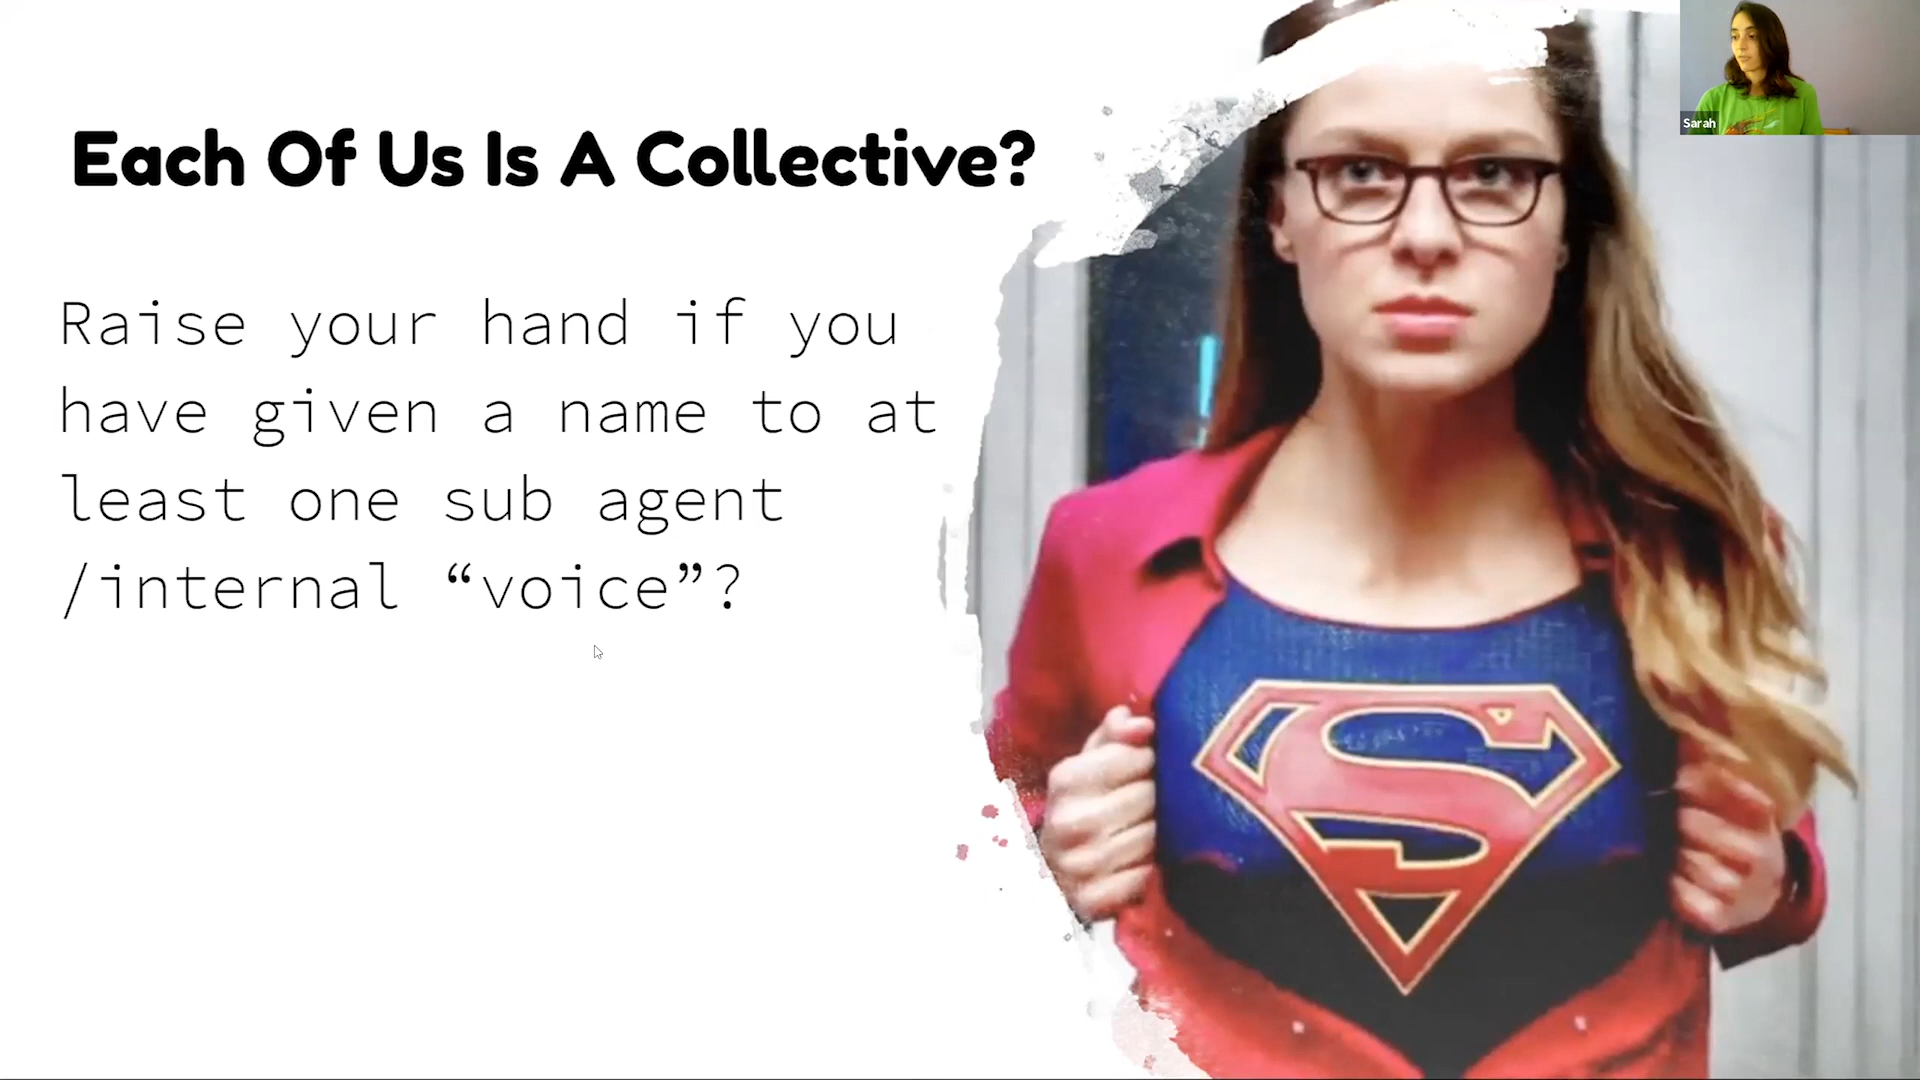 Each Of Us Is A Collective?
Raise your hand if you
have given a name to at
least one sub agent
/internal “voice”?
Sarah
S